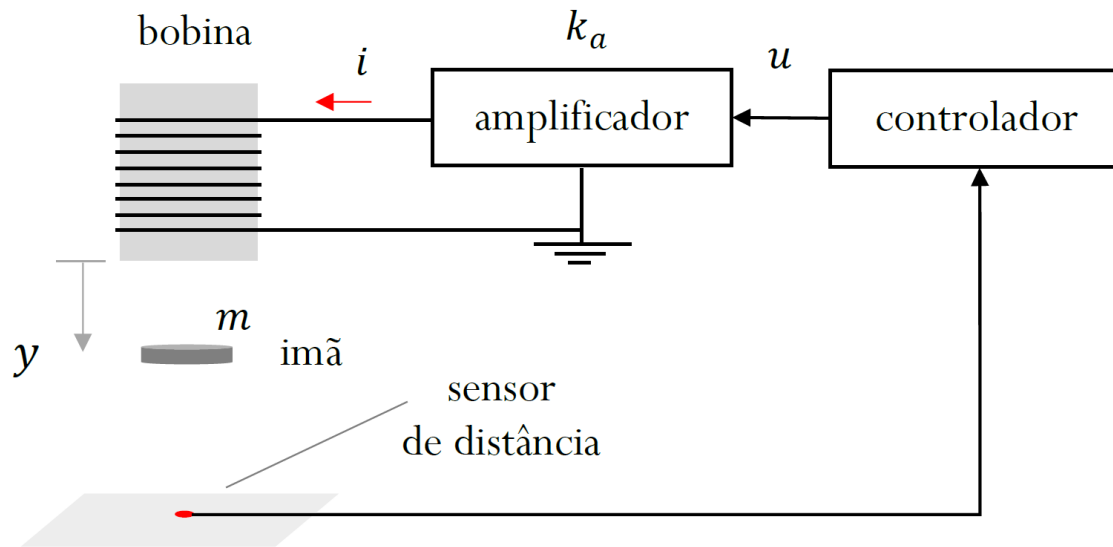 bobina
k_a
i
u
amplificador
controlador
m
y
imã
sensor
de distância